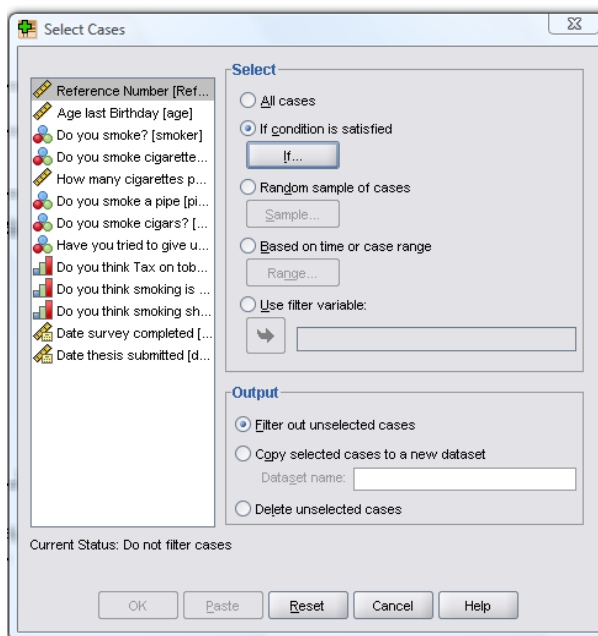 Select Cases
Reference Number [Ref...
Age last Birthday [age]
Do you smoke? [smoker]
Do you smoke cigarette...
How many cigarettes p...
Do you smoke a pipe [pi...
Do you smoke cigars? [...
Have you tried to give u...
Do you think Tax on tob...
Do you think smoking is ...
Do you think smoking sh...
Date survey completed [...
Date thesis submitted [d...
Select
All cases
If condition is satisfied
If...
Random sample of cases
Sample...
Based on time or case range
Range...
Use filter variable:
Output
Filter out unselected cases
Copy selected cases to a new dataset
Dataset name:
Delete unselected cases
Current Status: Do not filter cases
OK Paste Reset Cancel Help